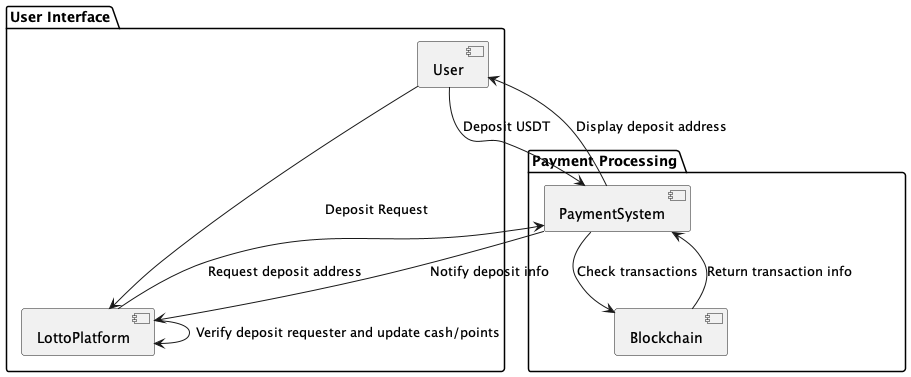 User Interface
User
Deposit USDT
Display deposit address
Payment Processing
PaymentSystem
Deposit Request
Request deposit address
Notify deposit info
Check transactions
Return transaction info
LottoPlatform
Verify deposit requester and update cash/points
Blockchain